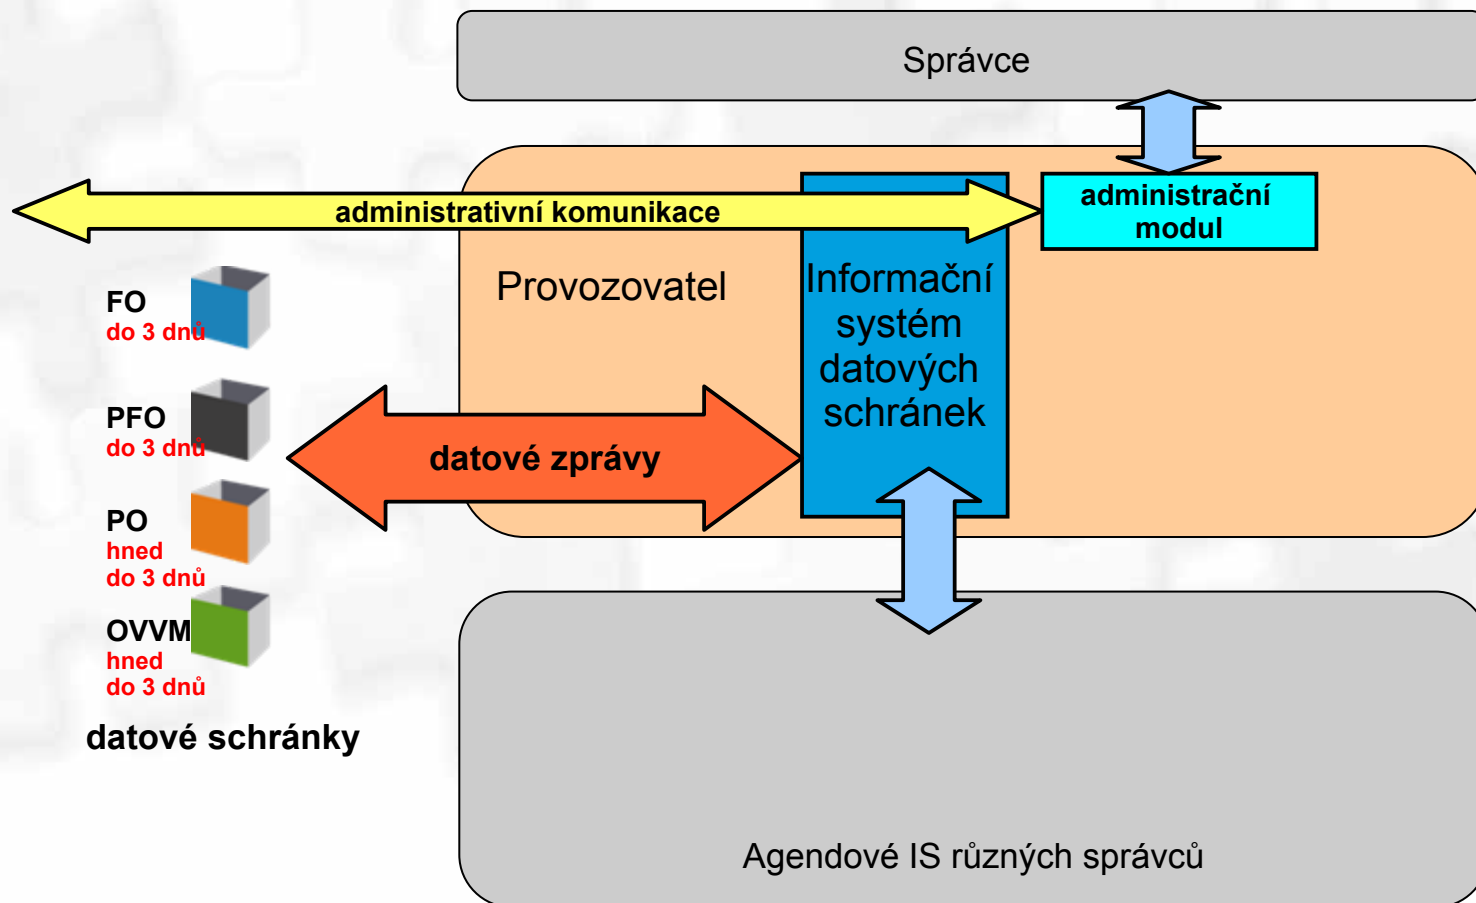 Správce
administrační
modul
administrativní komunikace
Provozovatel
Informační
systém
datových
schránek
FO
do 3 dnů
PFO
do 3 dnů
datové zprávy
PO
hned
do 3 dnů
OVVM
hned
do 3 dnů
datové schránky
Agendové IS různých správců